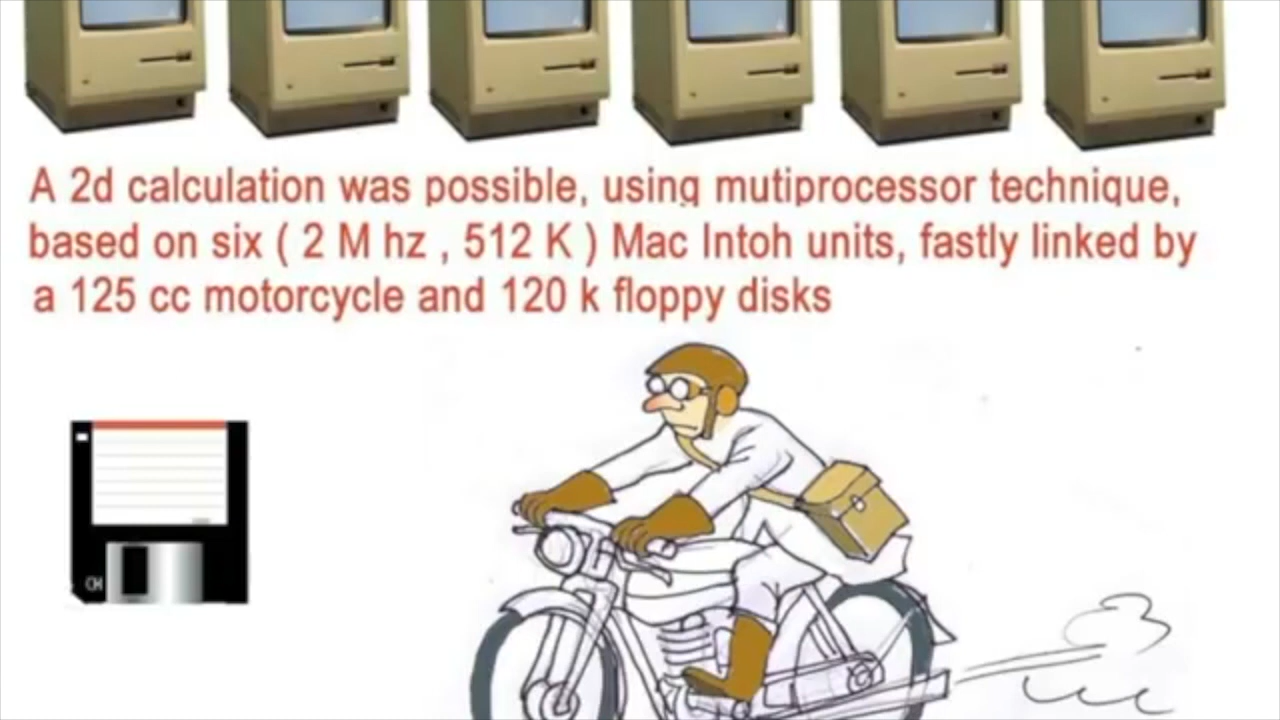 A 2d calculation was possible, using mutiprocessor technique,
based on six ( 2 M hz , 512 K ) Mac Intoh units, fastly linked by
a 125 cc motorcycle and 120 k floppy disks